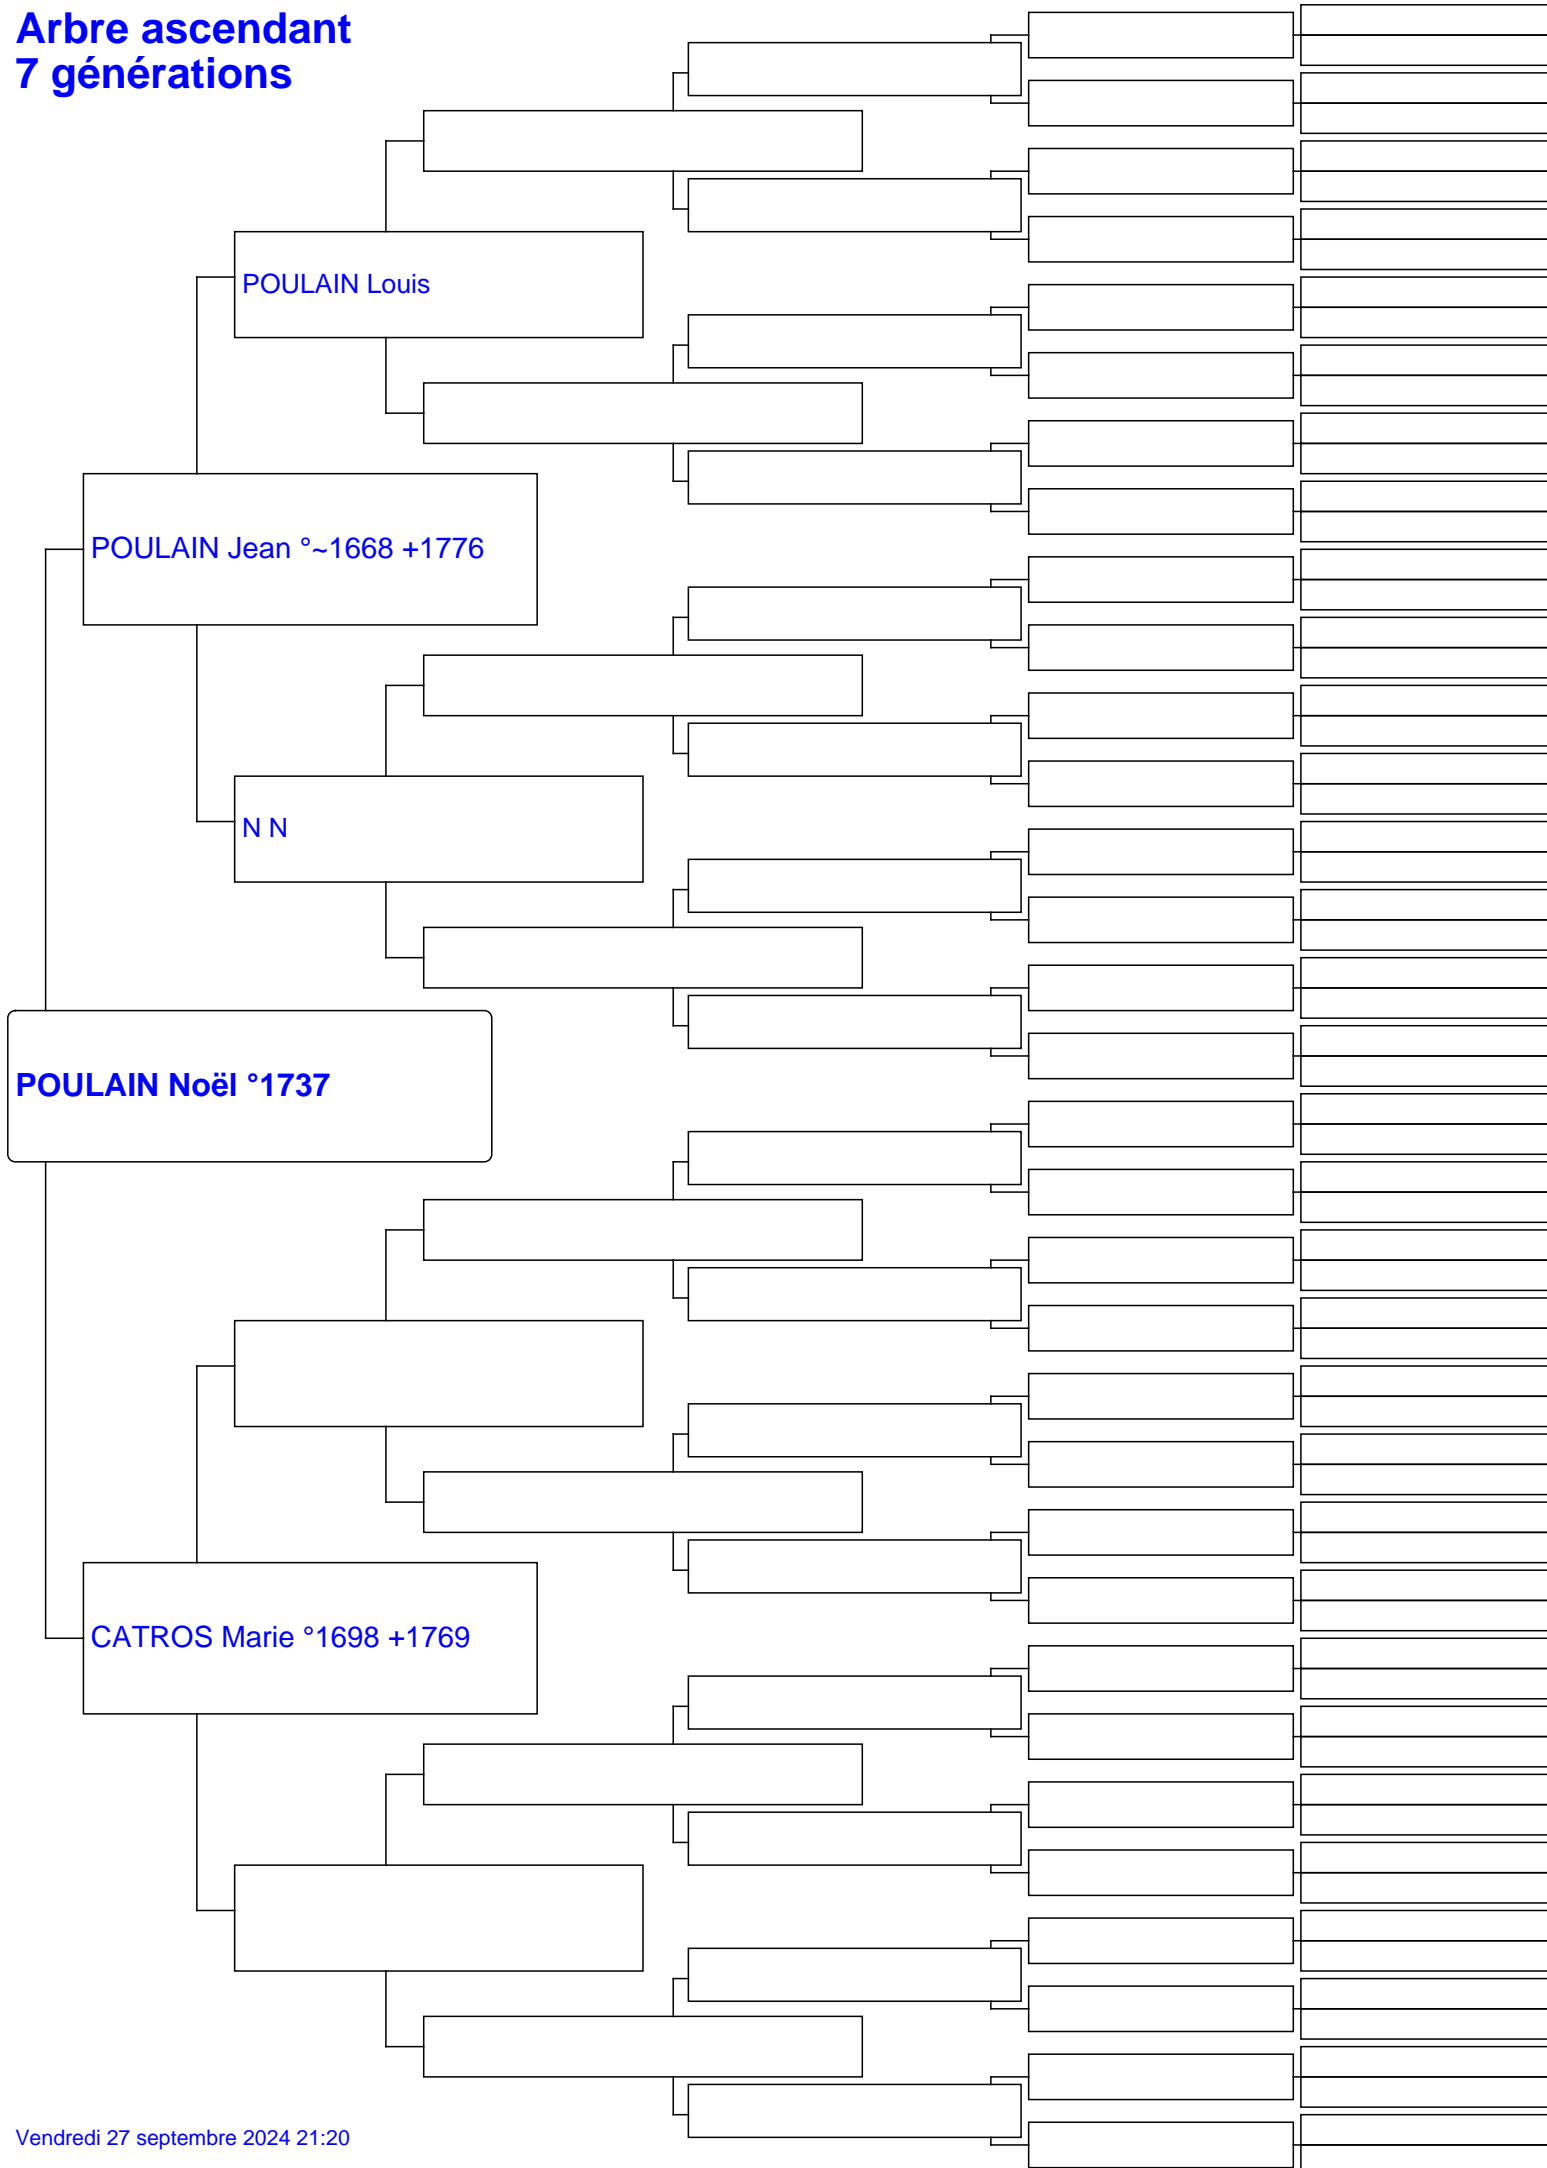 Arbre ascendant
7 générations
POULAIN Louis
POULAIN Jean °~1668 +1776
N N
POULAIN Noël °1737
CATROS Marie °1698 +1769
Vendredi 27 septembre 2024 21:20